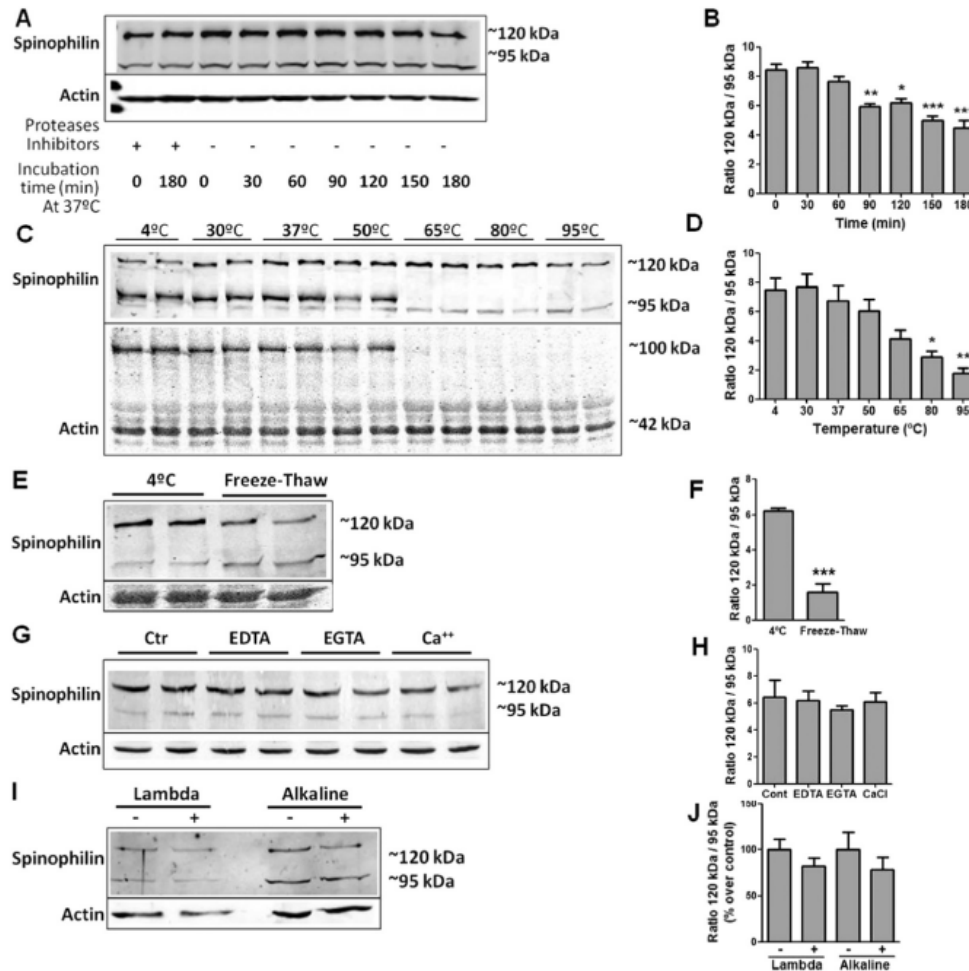 A
Spinophilin
~120 kDa
~95 kDa
Actin
Proteases
Inhibitors
+ + - - - - - - -
Incubation
time (min)
At 37ºC
0 180 0 30 60 90 120 150 180
B
Ratio 120 kDa / 95 kDa
10
8
6
4
2
0
** * *** ***
0 30 60 90 120 150 180
Time (min)
C
4ºC 30ºC 37ºC 50ºC 65ºC 80ºC 95ºC
Spinophilin
~120 kDa
~95 kDa
~100 kDa
Actin
~42 kDa
D
Ratio 120 kDa / 95 kDa
10
8
6
4
2
0
* **
4 30 37 50 65 80 95
Temperature (ºC)
E
4ºC Freeze-Thaw
Spinophilin
~120 kDa
~95 kDa
Actin
F
Ratio 120 kDa / 95 kDa
8
6
4
2
0
***
4ºC Freeze-Thaw
G
Ctr EDTA EGTA Ca⁺⁺
Spinophilin
~120 kDa
~95 kDa
Actin
H
Ratio 120 kDa / 95 kDa
10
8
6
4
2
0
Cont EDTA EGTA CaCl
I
Lambda Alkaline
- + - +
Spinophilin
~120 kDa
~95 kDa
Actin
J
Ratio 120 kDa / 95 kDa
(% over control)
150
100
50
0
- + - +
Lambda Alkaline